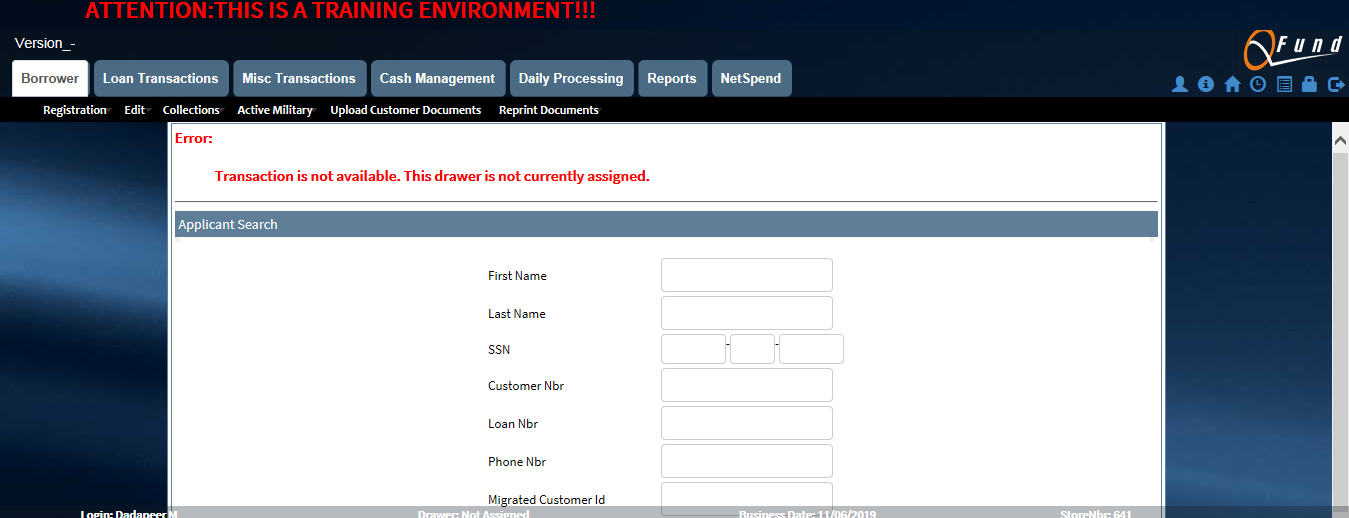 ATTENTION:THIS IS A TRAINING ENVIRONMENT!!!
Version_-
Fund
Borrower Loan Transactions Misc Transactions Cash Management Daily Processing Reports NetSpend
Registration Edit Collections Active Military Upload Customer Documents Reprint Documents
Error:
Transaction is not available. This drawer is not currently assigned.
Applicant Search
First Name
Last Name
SSN - -
Customer Nbr
Loan Nbr
Phone Nbr
Migrated Customer Id
Login: Dadapeer M Drawer: Not Assigned Business Date: 11/06/2019 StoreNbr: 641